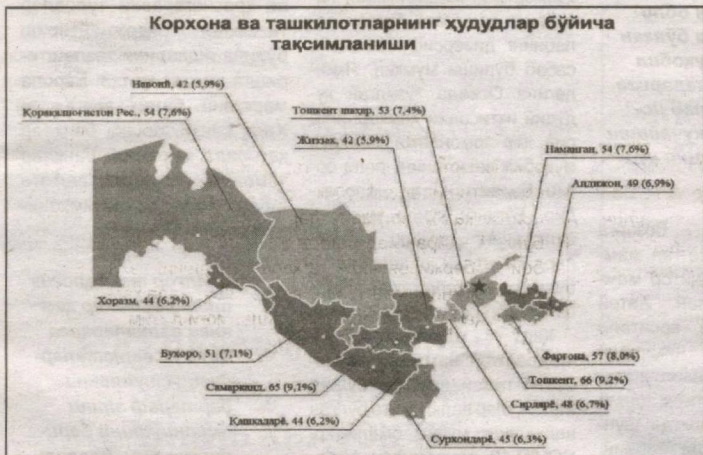 Корхона ва ташкилотларнинг ҳудудлар бўйича
тақсимланиши
Навоий, 42 (5,9%)
Қорақалпоғистон Рес., 54 (7,6%)
Тошкент шаҳар, 53 (7,4%)
Жиззах, 42 (5,9%)
Наманган, 54 (7,6%)
Андижон, 49 (6,9%)
Хоразм, 44 (6,2%)
Бухоро, 51 (7,1%)
Самарканд, 65 (9,1%)
Қашкадарё, 44 (6,2%)
Фарғона, 57 (8,0%)
Тошкент, 66 (9,2%)
Сирдарё, 48 (6,7%)
Сурхондарё, 45 (6,3%)